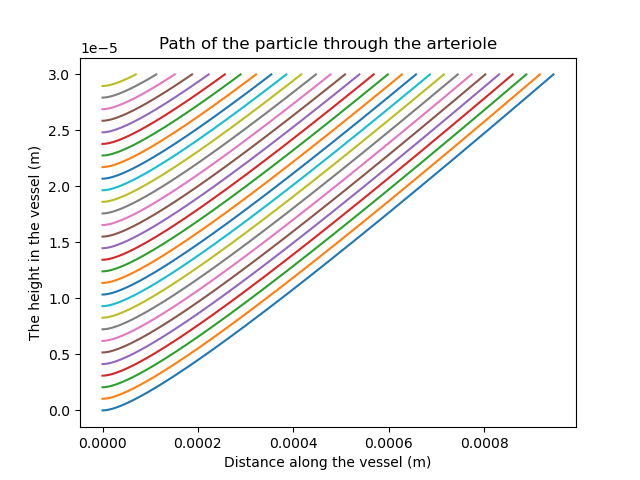 Path of the particle through the arteriole
1e−5
3.0
2.5
2.0
1.5
1.0
0.5
0.0
The height in the vessel (m)
0.0000 0.0002 0.0004 0.0006 0.0008
Distance along the vessel (m)